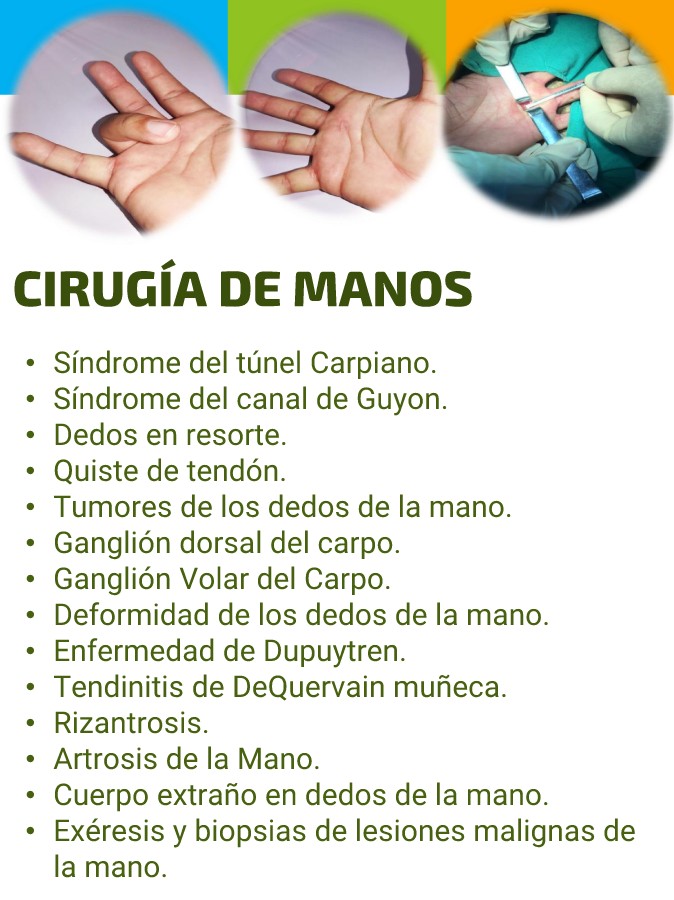 CIRUGÍA DE MANOS
• Síndrome del túnel Carpiano.
• Síndrome del canal de Guyon.
• Dedos en resorte.
• Quiste de tendón.
• Tumores de los dedos de la mano.
• Ganglión dorsal del carpo.
• Ganglión Volar del Carpo.
• Deformidad de los dedos de la mano.
• Enfermedad de Dupuytren.
• Tendinitis de DeQuervain muñeca.
• Rizantrosis.
• Artrosis de la Mano.
• Cuerpo extraño en dedos de la mano.
• Exéresis y biopsias de lesiones malignas de
la mano.